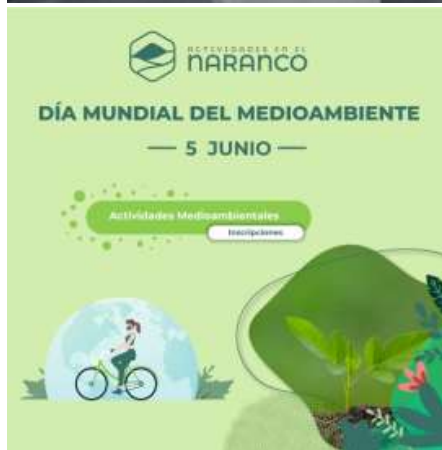 ACTIVIDADES EN EL
NARANCO
DÍA MUNDIAL DEL MEDIOAMBIENTE
5 JUNIO
Actividades Medioambientales
Inscripciones